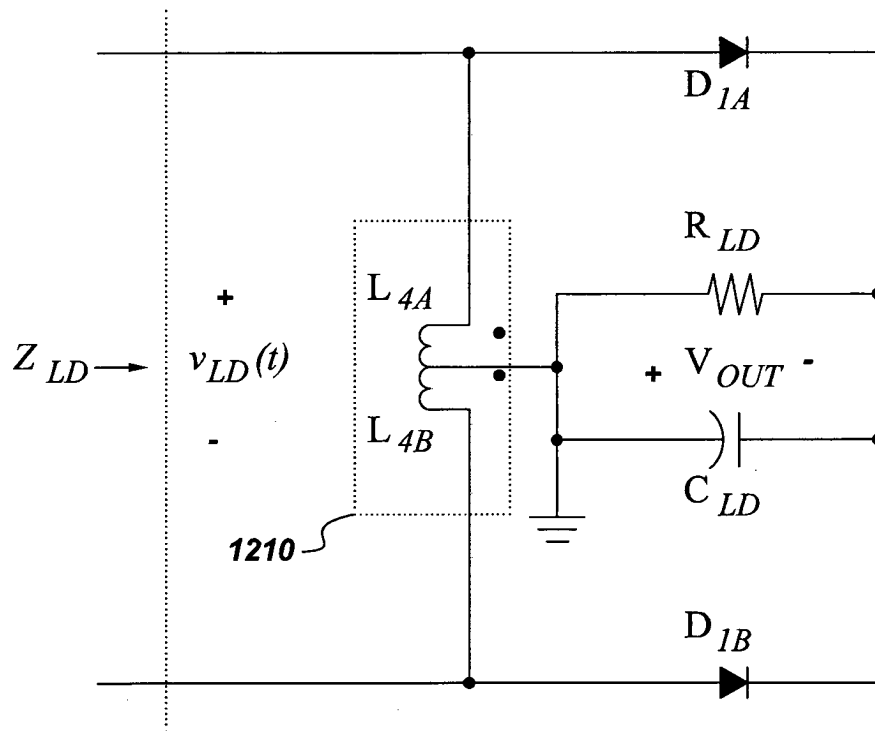 D1A
RLD
L4A
+
ZLD
vLD(t)
+ VOUT -
-
L4B
CLD
1210
D1B